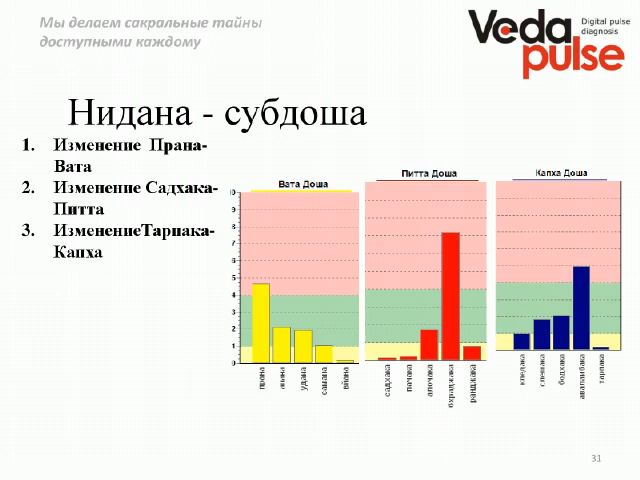 Мы делаем сакральные тайны
доступными каждому
Veda
pulse
Digital pulse
diagnosis
Нидана - субдоша
1. Изменение Прана-
Вата
2. Изменение Садхака-
Питта
3. ИзменениеТарпака-
Капха
Вата Доша
10
9
8
7
6
5
4
3
2
1
0
прана
апана
удана
самана
вйана
Питта Доша
садхака
пачака
алочака
бхраджака
ранджака
Капха Доша
кледака
слешака
бодхака
аваламбака
тарпака
31